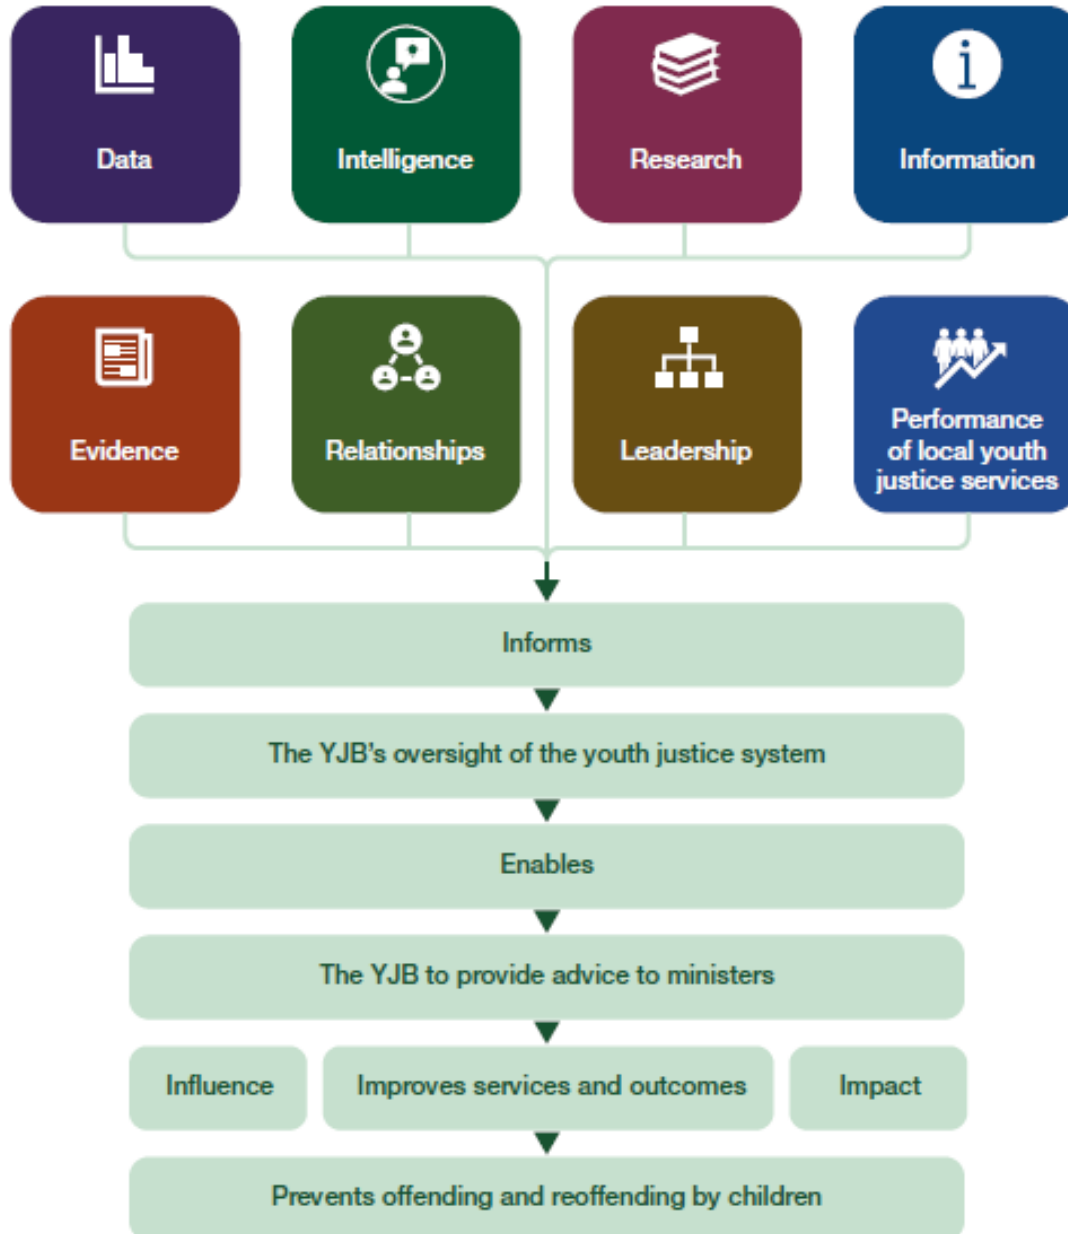 Data
Intelligence
Research
Information
Evidence
Relationships
Leadership
Performance
of local youth
justice services
Informs
The YJB's oversight of the youth justice system
Enables
The YJB to provide advice to ministers
Influence
Improves services and outcomes
Impact
Prevents offending and reoffending by children